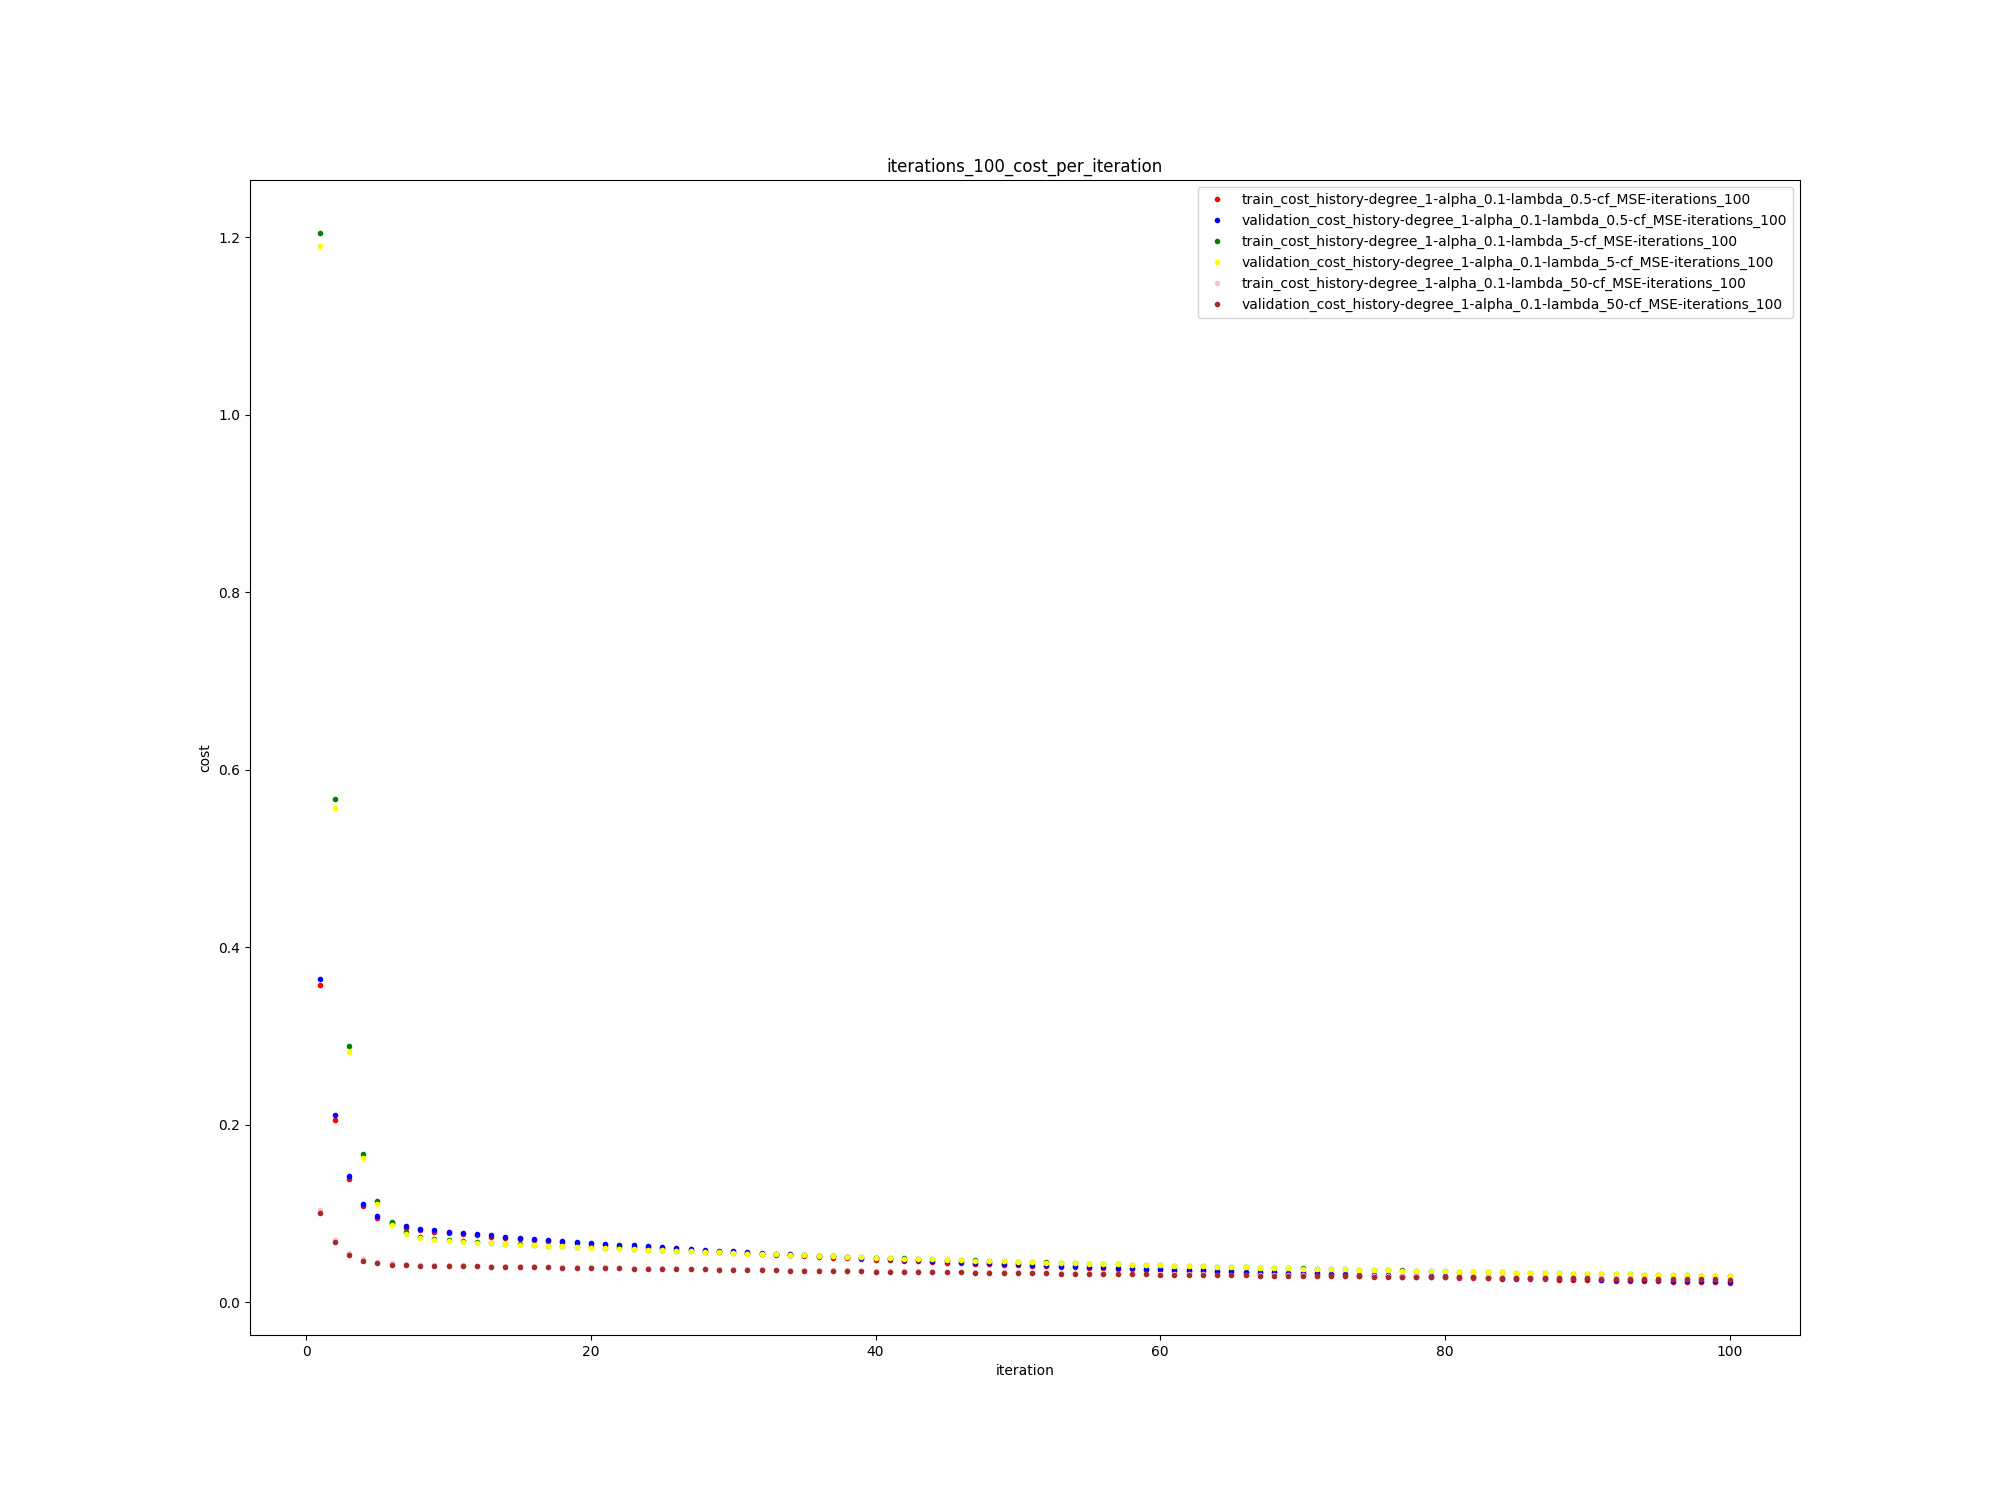 iterations_100_cost_per_iteration
train_cost_history-degree_1-alpha_0.1-lambda_0.5-cf_MSE-iterations_100
validation_cost_history-degree_1-alpha_0.1-lambda_0.5-cf_MSE-iterations_100
train_cost_history-degree_1-alpha_0.1-lambda_5-cf_MSE-iterations_100
validation_cost_history-degree_1-alpha_0.1-lambda_5-cf_MSE-iterations_100
train_cost_history-degree_1-alpha_0.1-lambda_50-cf_MSE-iterations_100
validation_cost_history-degree_1-alpha_0.1-lambda_50-cf_MSE-iterations_100
1.2
1.0
0.8
0.6
0.4
0.2
0.0
cost
0 20 40 60 80 100
iteration